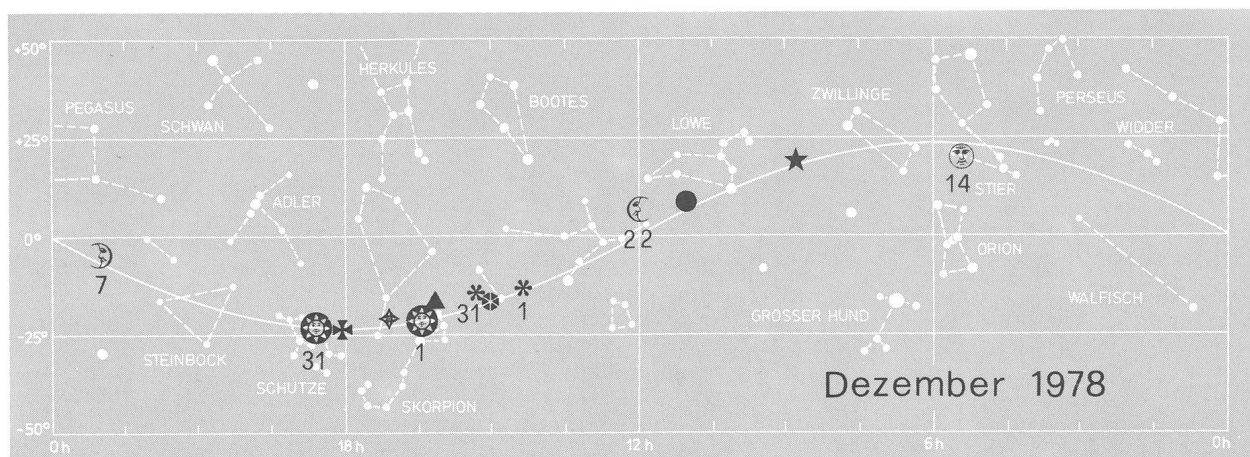 +50°
HERKULES
PEGASUS
SCHWAN
BOOTES
ZWILLINGE
PERSEUS
LÖWE
WIDDER
+25°
14
STIER
ADLER
22
0°
7
ORION
31
1
WALFISCH
GROSSER HUND
-25°
STEINBOCK
31
1
SCHÜTZE
SKORPION
Dezember 1978
-50°
0h
18h
12h
6h
0h